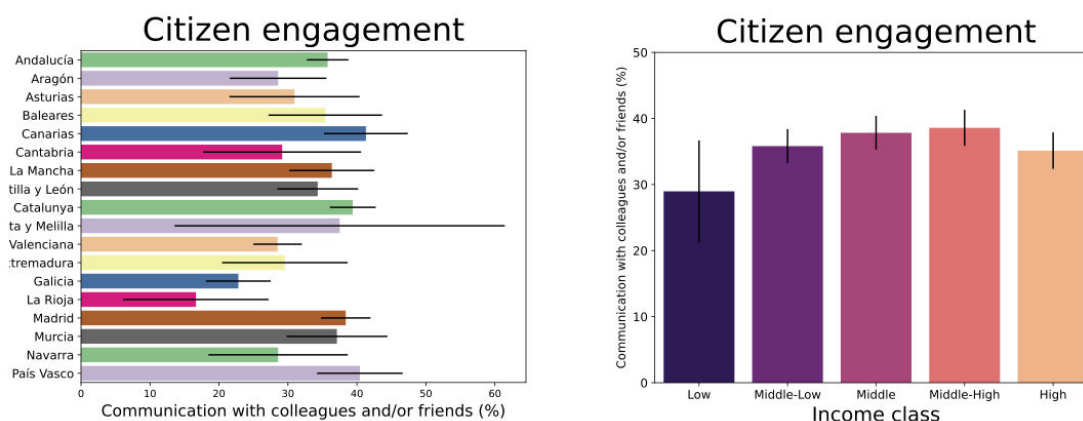 Citizen engagement
Andalucía
Aragón
Asturias
Baleares
Canarias
Cantabria
La Mancha
tilla y León
Catalunya
ta y Melilla
Valenciana
xtremadura
Galicia
La Rioja
Madrid
Murcia
Navarra
País Vasco
0 10 20 30 40 50 60
Communication with colleagues and/or friends (%)
Citizen engagement
Communication with colleagues and/or friends (%)
50
40
30
20
10
0
Low Middle-Low Middle Middle-High High
Income class